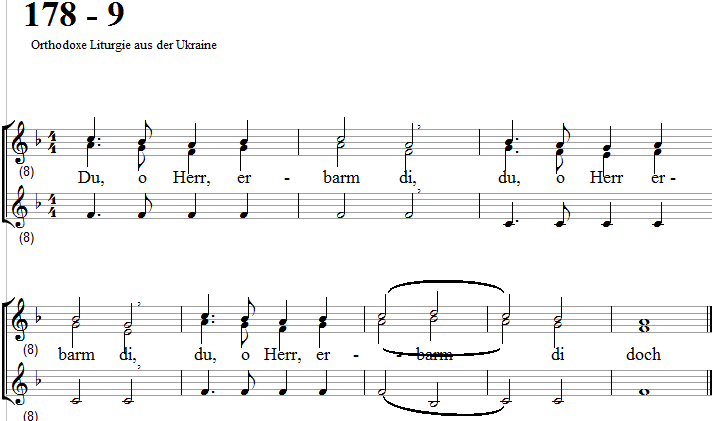 178 - 9
Orthodoxe Liturgie aus der Ukraine
(8)
Du, o Herr, er - barm di, du, o Herr er -
(8)
(8)
barm di, du, o Herr, er - - barm di doch
(8)